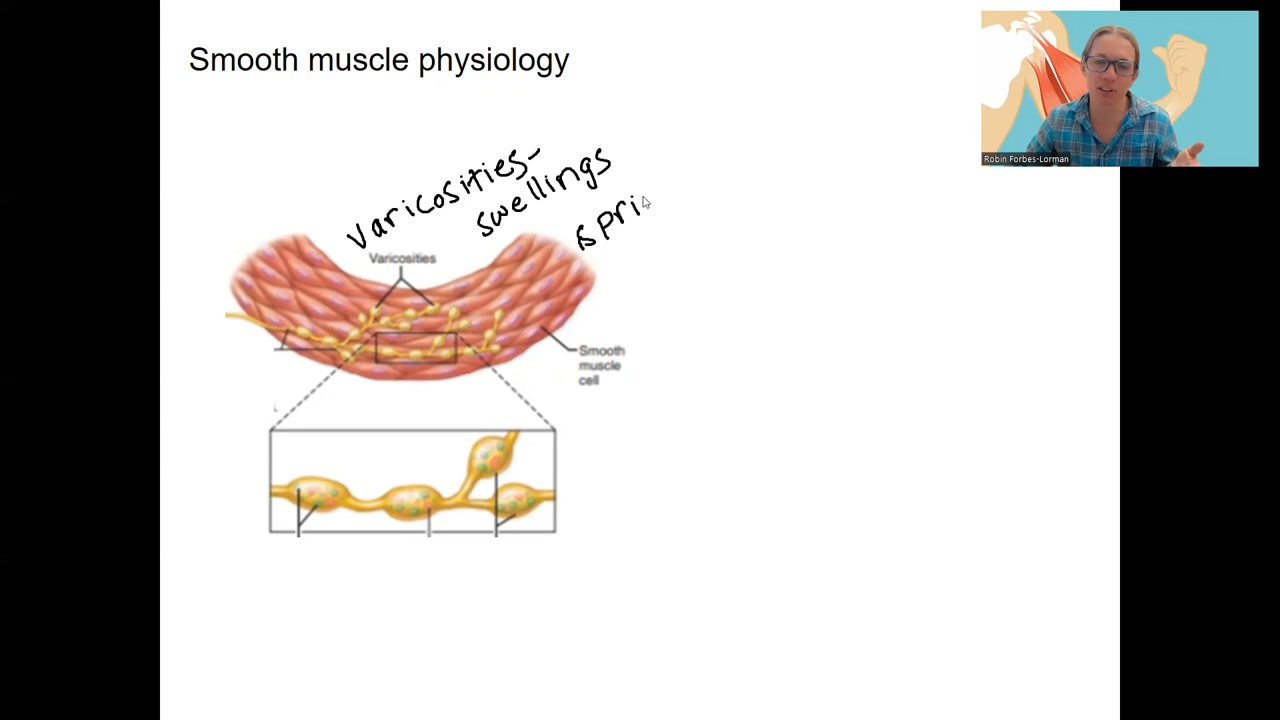 Smooth muscle physiology
Robin Forbes-Lorman
varicosities-
swellings
Varicosities
Smooth
muscle
cell